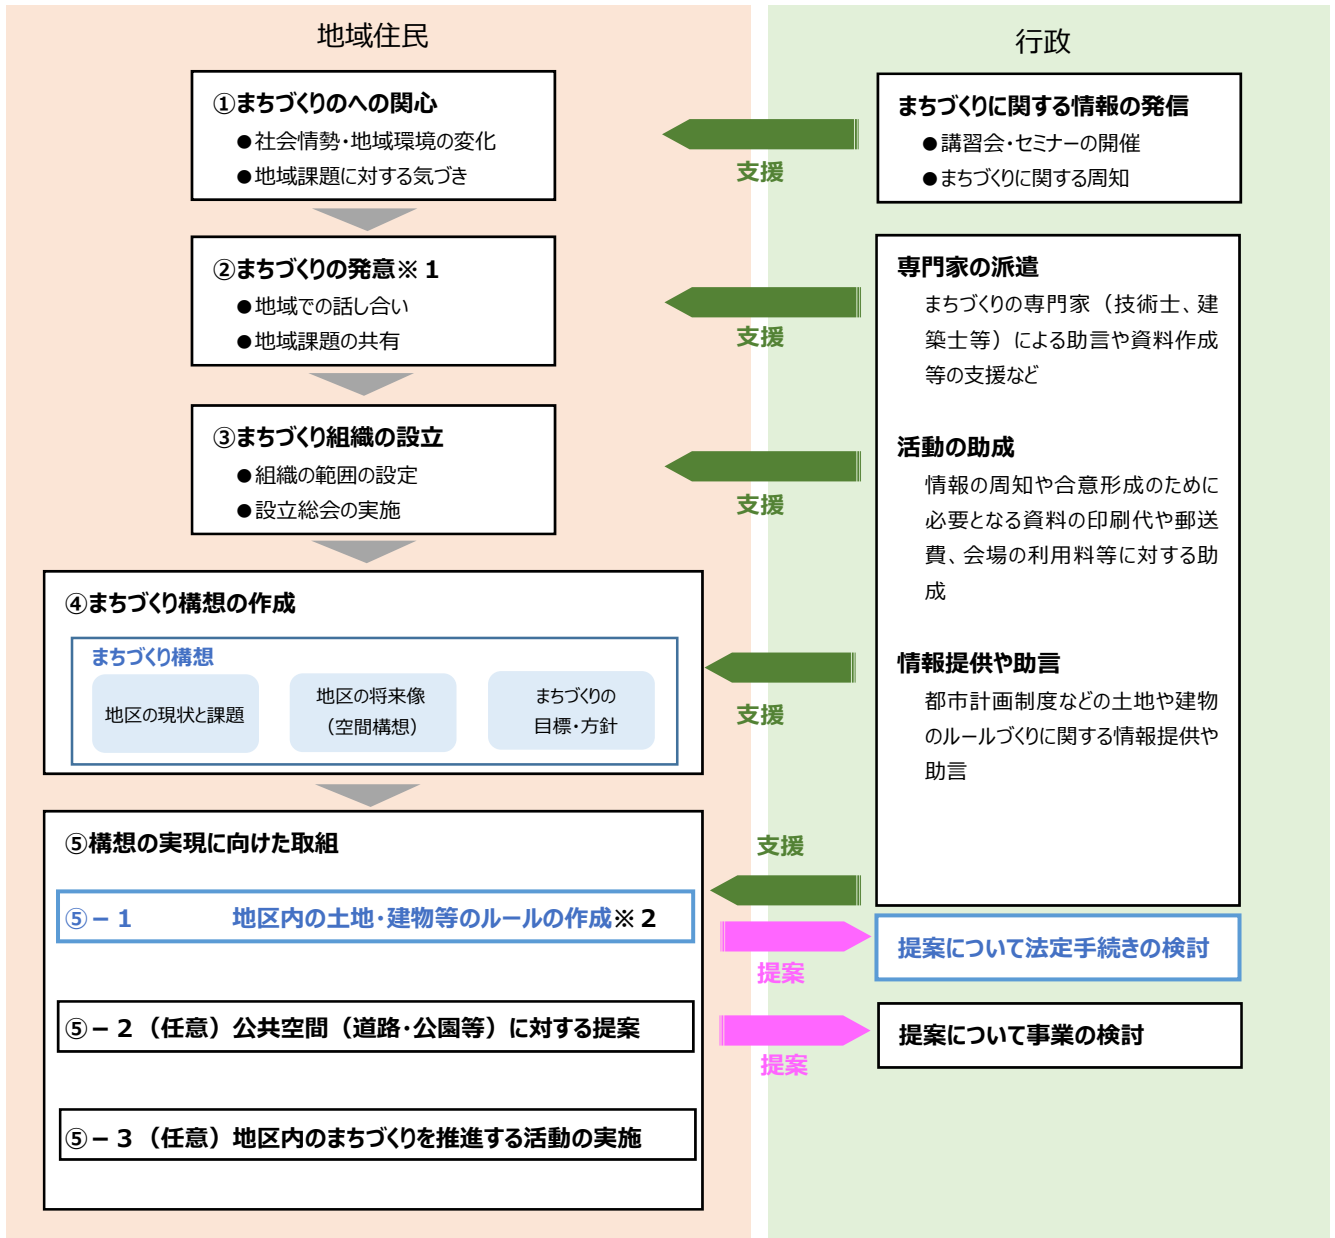 地域住民
①まちづくりのへの関心
●社会情勢・地域環境の変化
●地域課題に対する気づき
②まちづくりの発意※１
●地域での話し合い
●地域課題の共有
③まちづくり組織の設立
●組織の範囲の設定
●設立総会の実施
④まちづくり構想の作成
まちづくり構想
地区の現状と課題
地区の将来像
（空間構想）
まちづくりの
目標・方針
⑤構想の実現に向けた取組
⑤－１　地区内の土地・建物等のルールの作成※２
⑤－２（任意）公共空間（道路・公園等）に対する提案
⑤－３（任意）地区内のまちづくりを推進する活動の実施
支援
支援
支援
支援
支援
提案
提案
行政
まちづくりに関する情報の発信
●講習会・セミナーの開催
●まちづくりに関する周知
専門家の派遣
まちづくりの専門家（技術士、建
築士等）による助言や資料作成
等の支援など
活動の助成
情報の周知や合意形成のために
必要となる資料の印刷代や郵送
費、会場の利用料等に対する助
成
情報提供や助言
都市計画制度などの土地や建物
のルールづくりに関する情報提供や
助言
提案について法定手続きの検討
提案について事業の検討